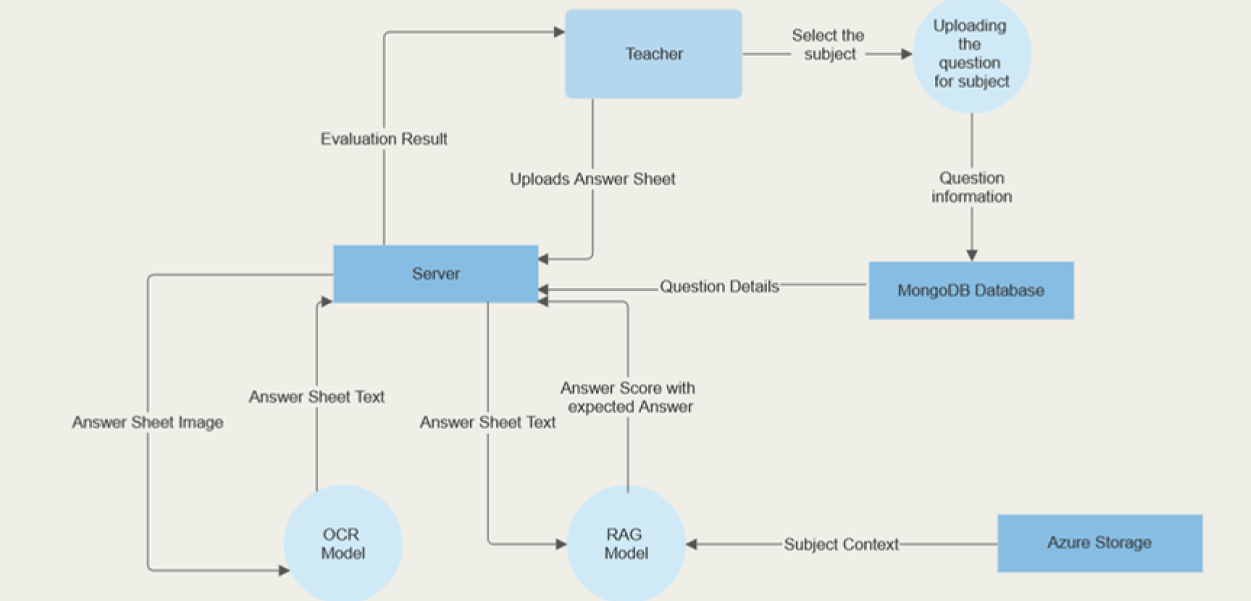 Uploading
the
question
for subject
Select the
subject
Teacher
Evaluation Result
Uploads Answer Sheet
Question
information
Server
Question Details
MongoDB Database
Answer Sheet Text
Answer Score with
expected Answer
Answer Sheet Image
Answer Sheet Text
OCR
Model
RAG
Model
Subject Context
Azure Storage